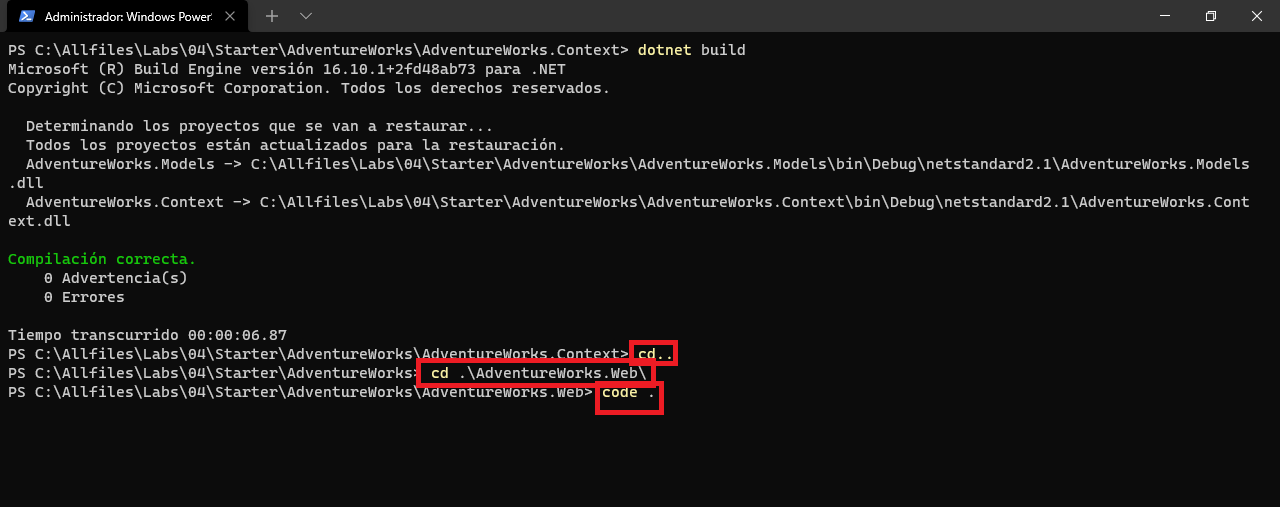 Administrador: Windows PowerS
PS C:\Allfiles\Labs\04\Starter\AdventureWorks\AdventureWorks.Context> dotnet build
Microsoft (R) Build Engine versión 16.10.1+2fd48ab73 para .NET
Copyright (C) Microsoft Corporation. Todos los derechos reservados.
Determinando los proyectos que se van a restaurar...
Todos los proyectos están actualizados para la restauración.
AdventureWorks.Models -> C:\Allfiles\Labs\04\Starter\AdventureWorks\AdventureWorks.Models\bin\Debug\netstandard2.1\AdventureWorks.Models
.dll
AdventureWorks.Context -> C:\Allfiles\Labs\04\Starter\AdventureWorks\AdventureWorks.Context\bin\Debug\netstandard2.1\AdventureWorks.Cont
ext.dll
Compilación correcta.
0 Advertencia(s)
0 Errores
Tiempo transcurrido 00:00:06.87
PS C:\Allfiles\Labs\04\Starter\AdventureWorks\AdventureWorks.Context> cd..
PS C:\Allfiles\Labs\04\Starter\AdventureWorks> cd .\AdventureWorks.Web\
PS C:\Allfiles\Labs\04\Starter\AdventureWorks\AdventureWorks.Web> code .